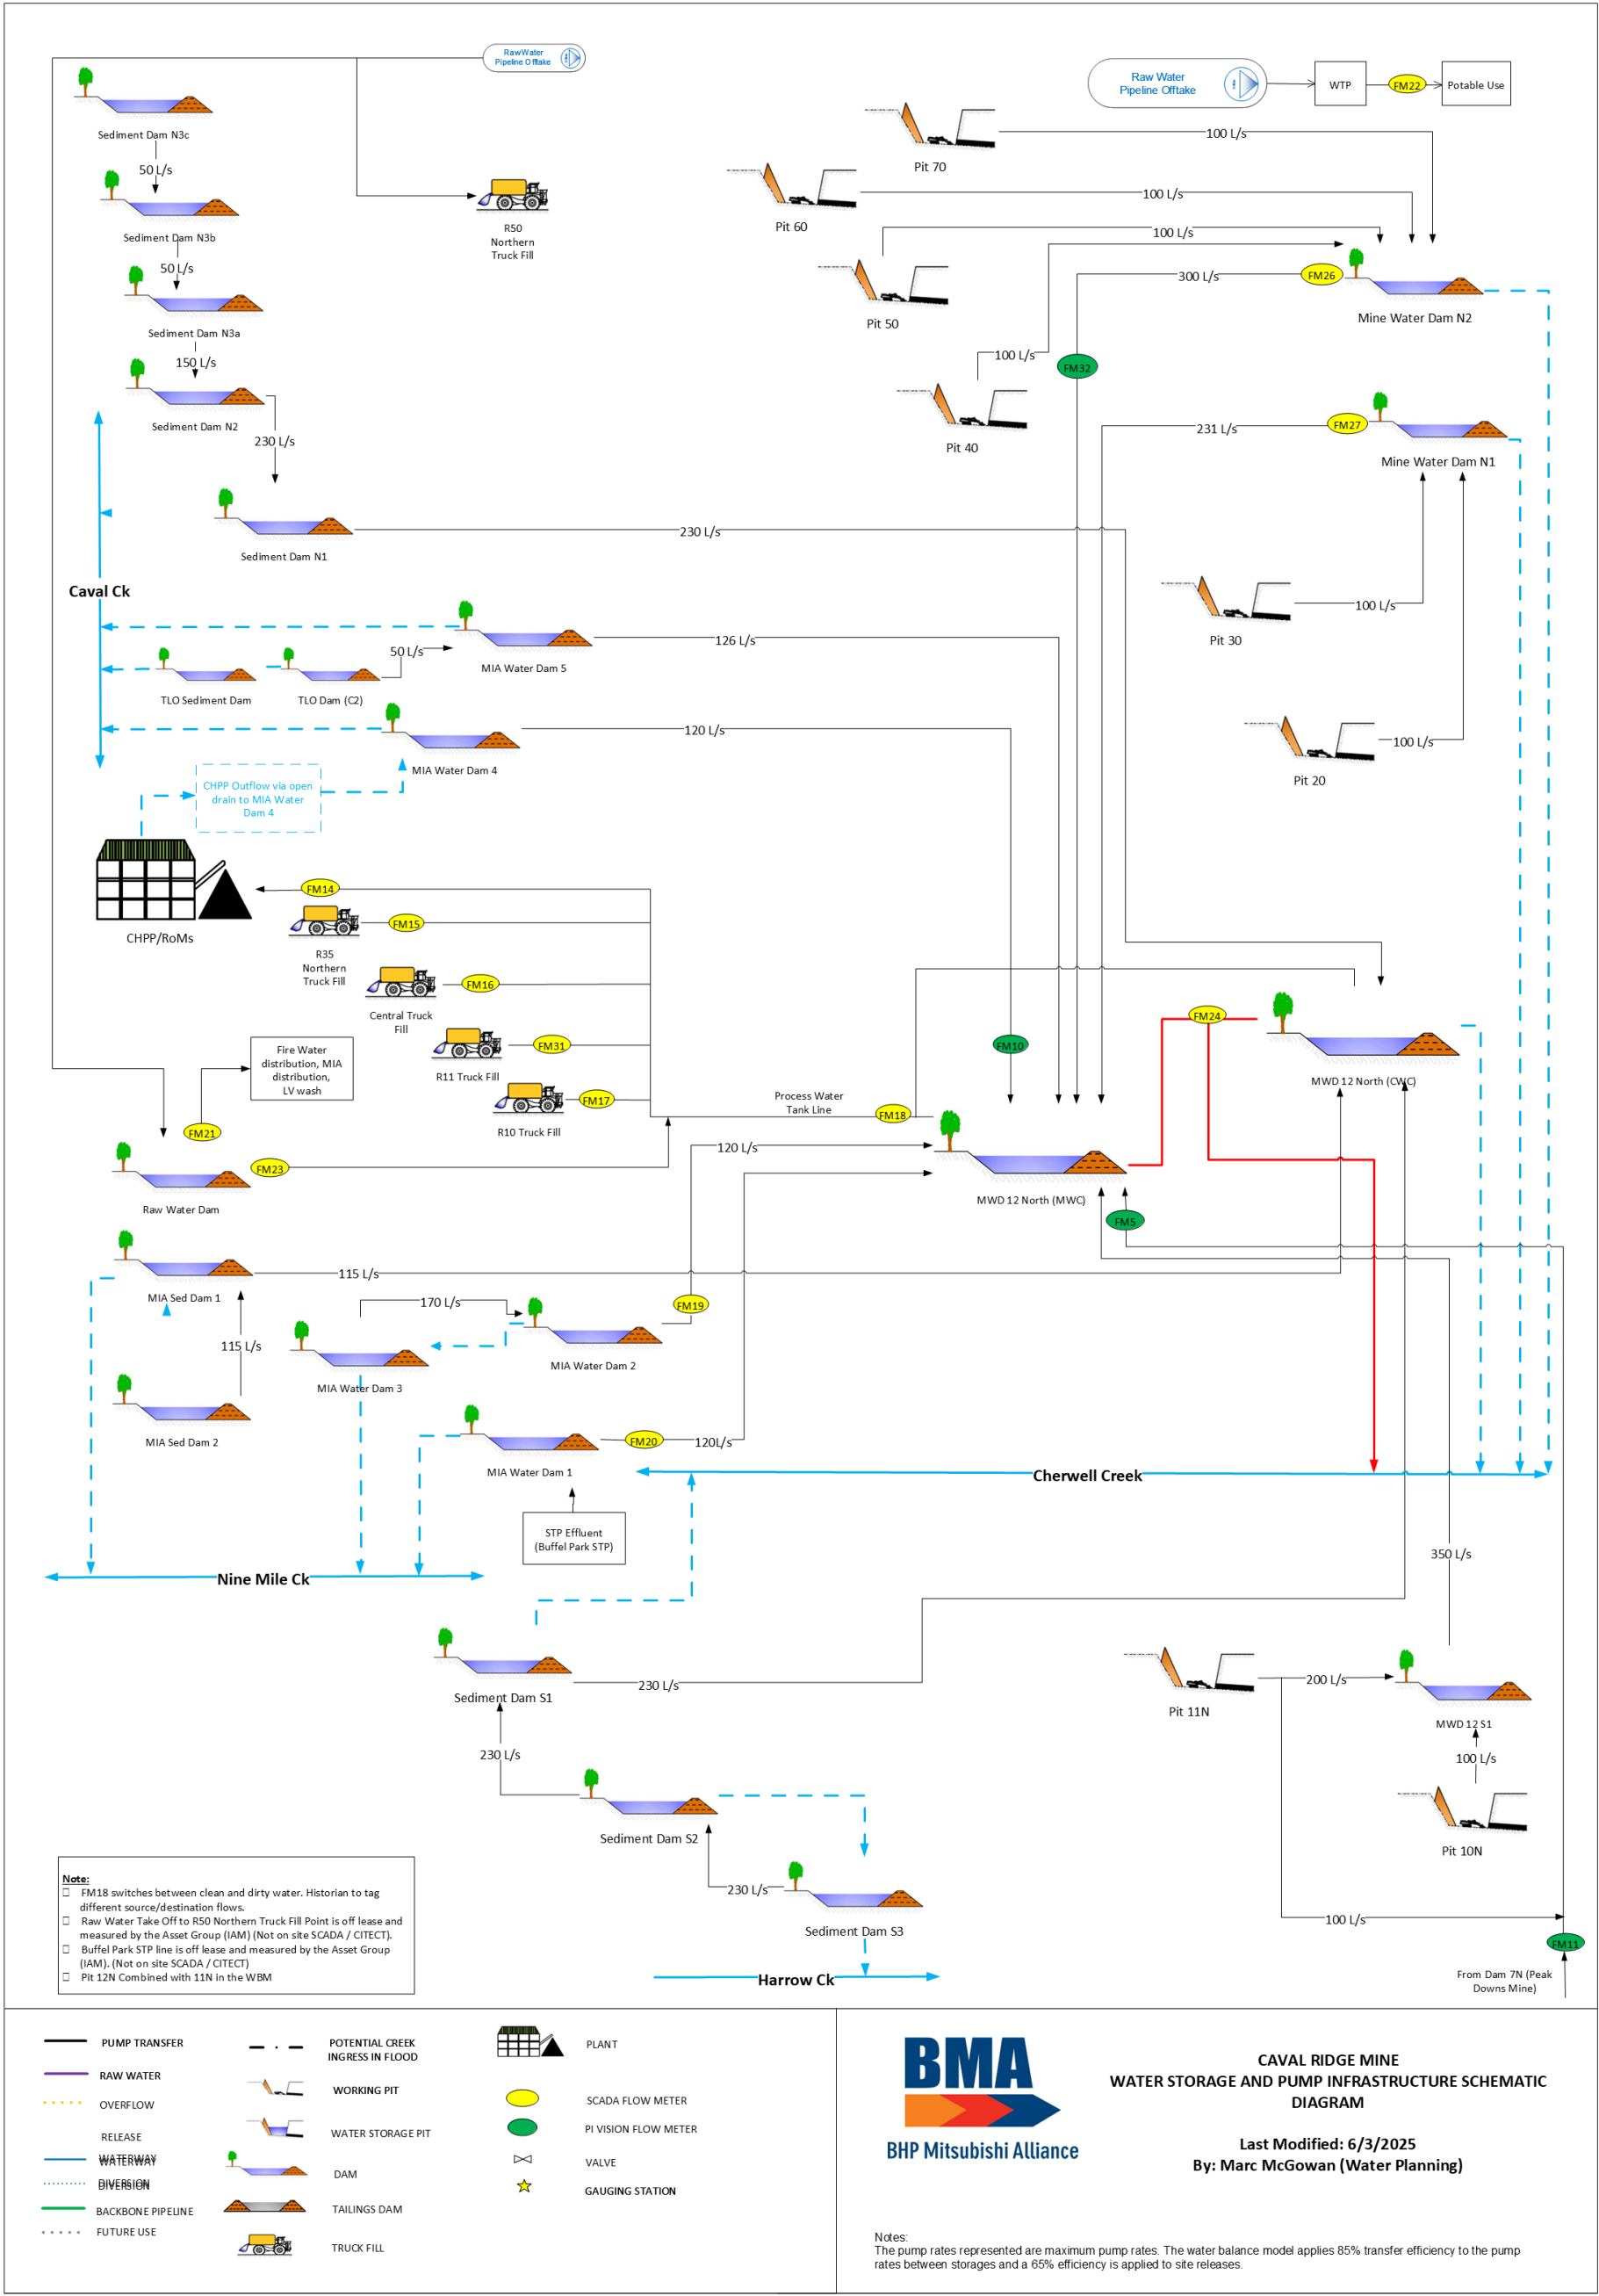 RawWater
Pipeline Offtake
Raw Water
Pipeline Offtake
WTP
FM22
Potable Use
Sediment Dam N3c
50 L/s
Sediment Dam N3b
50 L/s
Sediment Dam N3a
150 L/s
Sediment Dam N2
230 L/s
Sediment Dam N1
230 L/s
R50
Northern
Truck Fill
Pit 70
100 L/s
Pit 60
100 L/s
Pit 50
100 L/s
Pit 40
100 L/s
300 L/s
FM26
Mine Water Dam N2
FM32
231 L/s
FM27
Mine Water Dam N1
Pit 30
100 L/s
Pit 20
100 L/s
Caval Ck
MIA Water Dam 5
126 L/s
50 L/s
TLO Sediment Dam
TLO Dam (C2)
MIA Water Dam 4
120 L/s
CHPP Outflow via open
drain to MIA Water
Dam 4
CHPP/RoMs
FM14
FM15
R35
Northern
Truck Fill
FM16
Central Truck
Fill
FM31
R11 Truck Fill
FM17
R10 Truck Fill
Fire Water
distribution, MIA
distribution,
LV wash
FM21
FM23
Raw Water Dam
Process Water
Tank Line
FM18
FM10
FM24
MWD 12 North (CWC)
MWD 12 North (MWC)
FM5
120 L/s
MIA Sed Dam 1
115 L/s
115 L/s
MIA Sed Dam 2
170 L/s
MIA Water Dam 3
MIA Water Dam 2
FM19
MIA Water Dam 1
FM20
120L/s
STP Effluent
(Buffel Park STP)
Cherwell Creek
Nine Mile Ck
350 L/s
Sediment Dam S1
230 L/s
230 L/s
Sediment Dam S2
230 L/s
Sediment Dam S3
Harrow Ck
Pit 11N
200 L/s
MWD 12 S1
100 L/s
Pit 10N
100 L/s
FM11
From Dam 7N (Peak
Downs Mine)
Note:
FM18 switches between clean and dirty water. Historian to tag
different source/destination flows.
Raw Water Take Off to R50 Northern Truck Fill Point is off lease and
measured by the Asset Group (IAM) (Not on site SCADA / CITECT).
Buffel Park STP line is off lease and measured by the Asset Group
(IAM). (Not on site SCADA / CITECT)
Pit 12N Combined with 11N in the WBM
PUMP TRANSFER
RAW WATER
OVERFLOW
RELEASE
WATERWAY
WATERWAY
DIVERSION
DIVERSION
BACKBONE PIPELINE
FUTURE USE
POTENTIAL CREEK
INGRESS IN FLOOD
WORKING PIT
WATER STORAGE PIT
DAM
TAILINGS DAM
TRUCK FILL
PLANT
SCADA FLOW METER
PI VISION FLOW METER
VALVE
GAUGING STATION
BMA
BHP Mitsubishi Alliance
CAVAL RIDGE MINE
WATER STORAGE AND PUMP INFRASTRUCTURE SCHEMATIC
DIAGRAM
Last Modified: 6/3/2025
By: Marc McGowan (Water Planning)
Notes:
The pump rates represented are maximum pump rates. The water balance model applies 85% transfer efficiency to the pump
rates between storages and a 65% efficiency is applied to site releases.